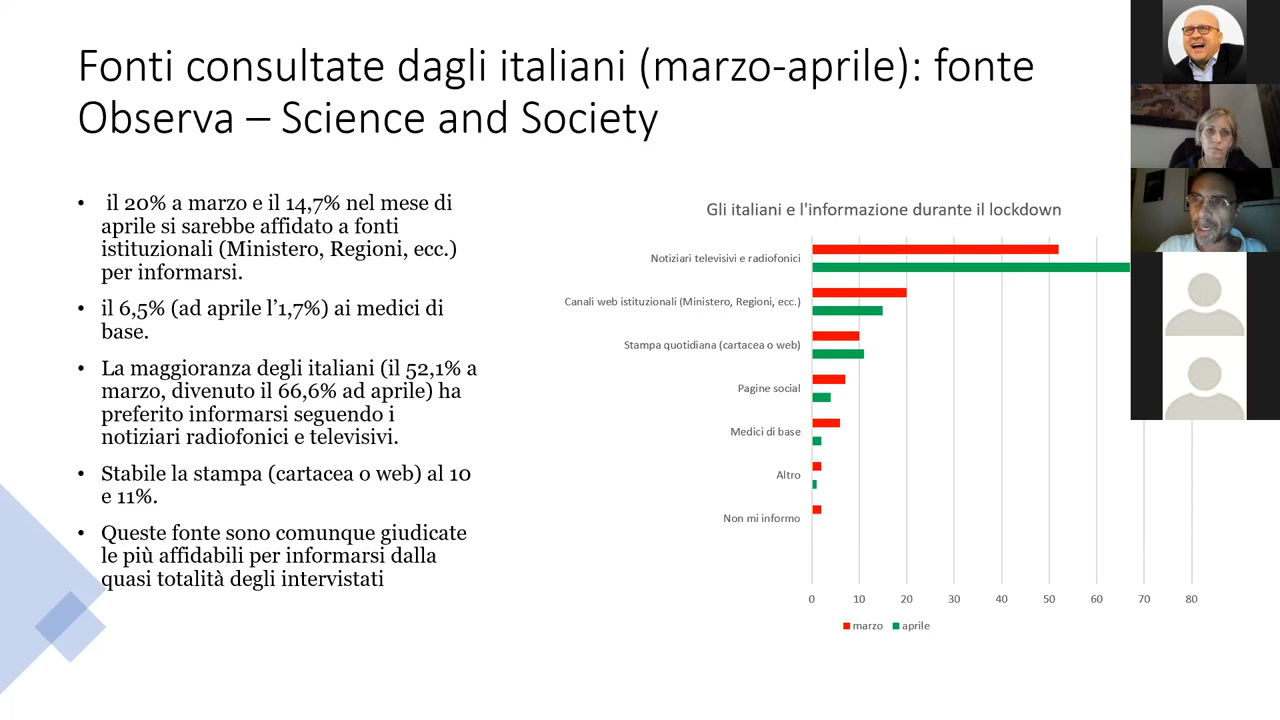 Fonti consultate dagli italiani (marzo-aprile): fonte
Observa – Science and Society
• il 20% a marzo e il 14,7% nel mese di
aprile si sarebbe affidato a fonti
istituzionali (Ministero, Regioni, ecc.)
per informarsi.
• il 6,5% (ad aprile l’1,7%) ai medici di
base.
• La maggioranza degli italiani (il 52,1% a
marzo, divenuto il 66,6% ad aprile) ha
preferito informarsi seguendo i
notiziari radiofonici e televisivi.
• Stabile la stampa (cartacea o web) al 10
e 11%.
• Queste fonte sono comunque giudicate
le più affidabili per informarsi dalla
quasi totalità degli intervistati
Gli italiani e l'informazione durante il lockdown
Notiziari televisivi e radiofonici
Canali web istituzionali (Ministero, Regioni, ecc.)
Stampa quotidiana (cartacea o web)
Pagine social
Medici di base
Altro
Non mi informo
0 10 20 30 40 50 60 70 80
marzo aprile